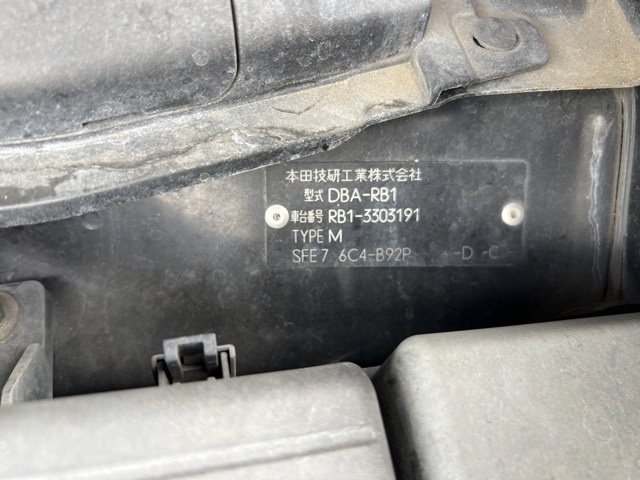 本田技研工業株式会社
型式 DBA-RB1
車台番号 RB1-3303191
TYPE M
SFE7 6C4-B92P -D -C